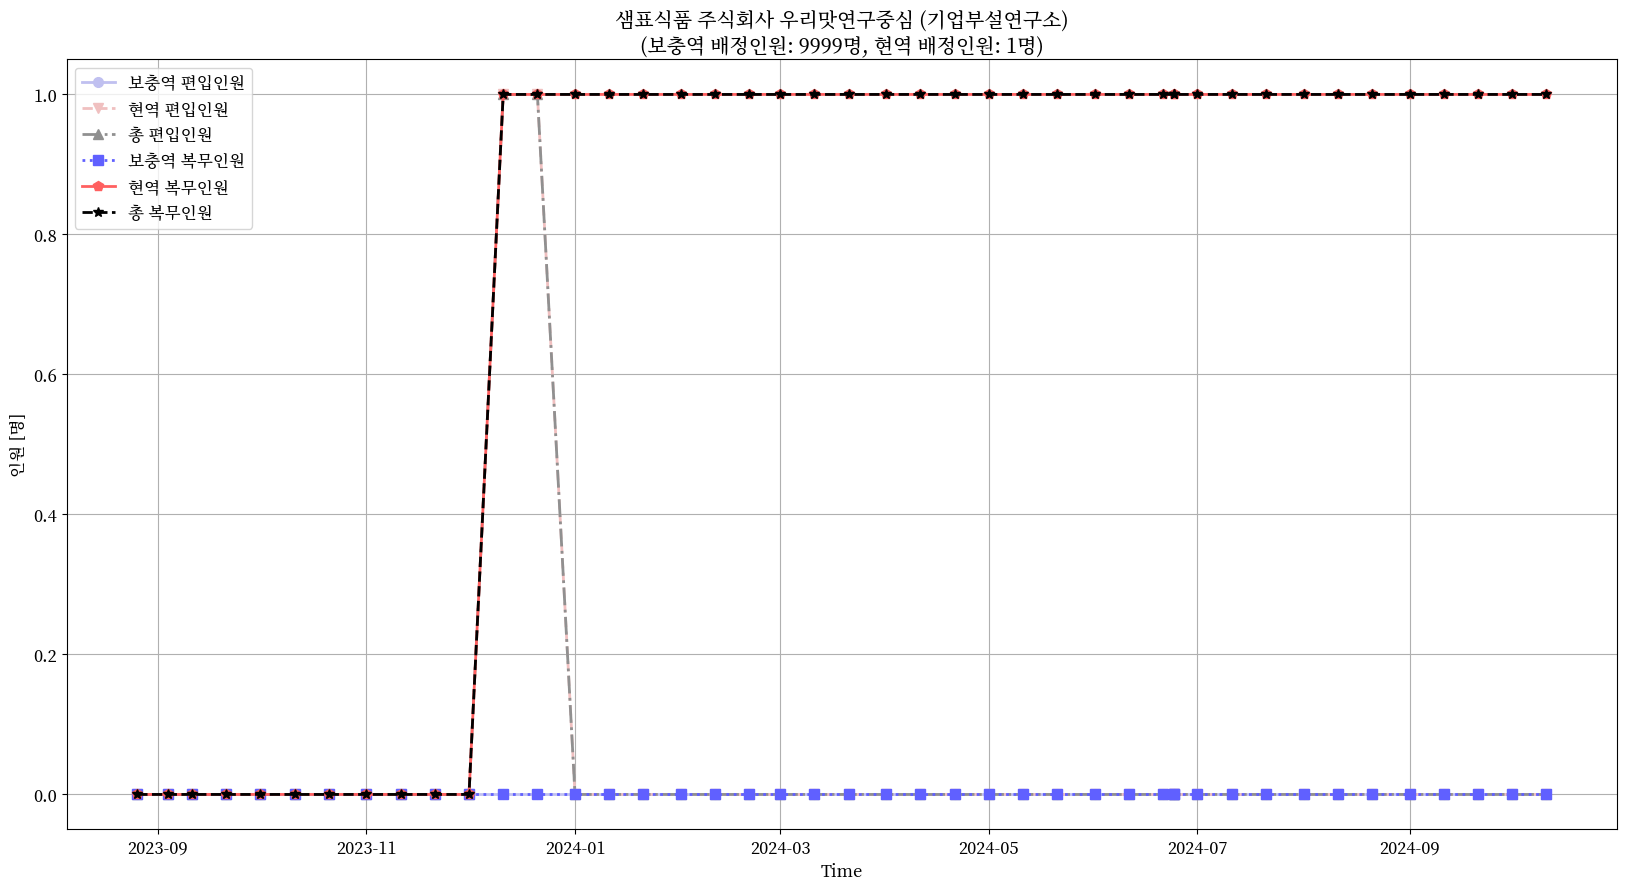 샘표식품 주식회사 우리맛연구중심 (기업부설연구소)
(보충역 배정인원: 9999명, 현역 배정인원: 1명)
보충역 편입인원
현역 편입인원
총 편입인원
보충역 복무인원
현역 복무인원
총 복무인원
1.0
0.8
0.6
0.4
0.2
0.0
인원 [명]
2023-09
2023-11
2024-01
2024-03
2024-05
2024-07
2024-09
Time